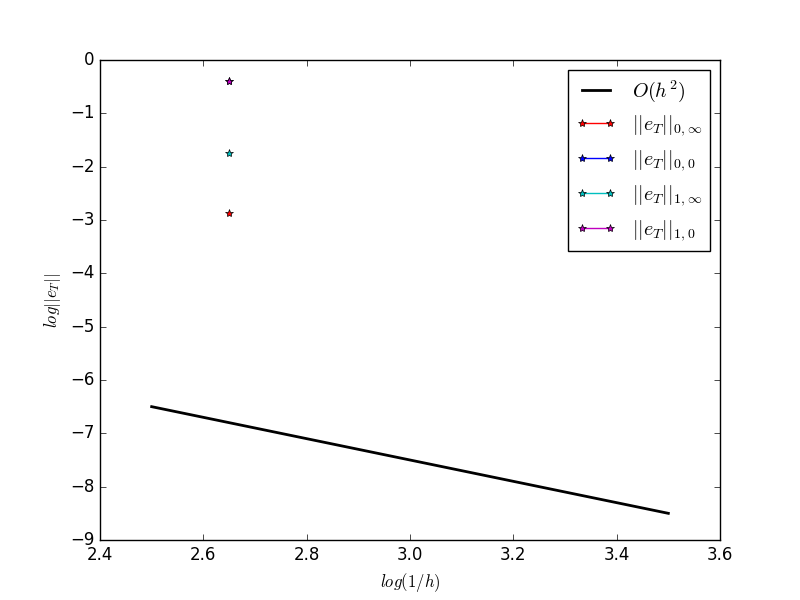 0
−1
−2
−3
−4
−5
−6
−7
−8
−9
2.4 2.6 2.8 3.0 3.2 3.4 3.6
log||e_T||
log(1/h)
O(h²)
||e_T||₀,∞
||e_T||₀,₀
||e_T||₁,∞
||e_T||₁,₀